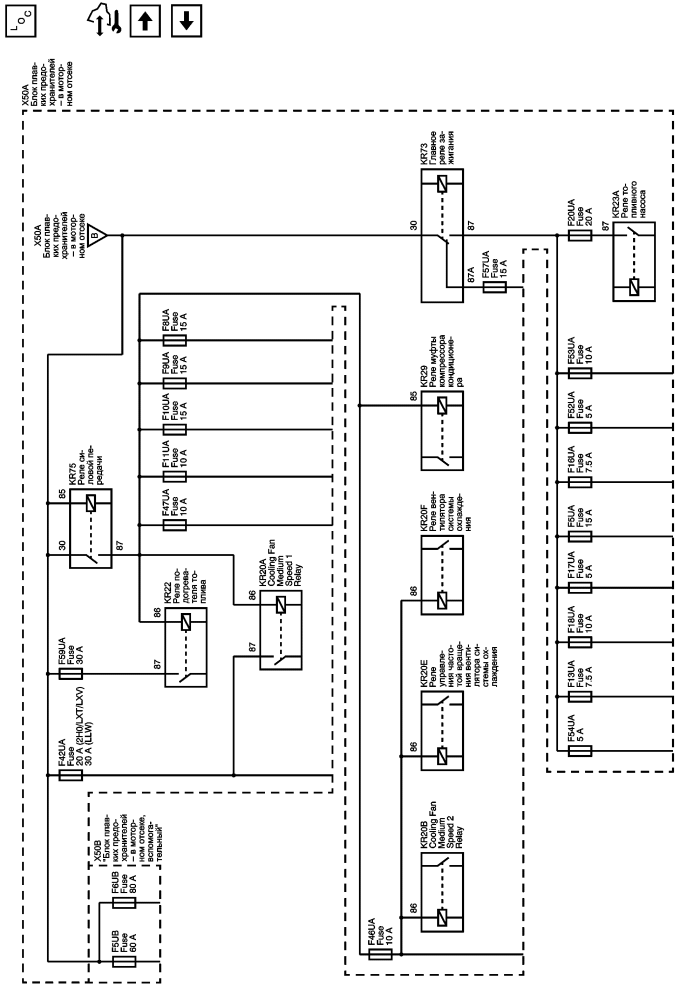 LOC
X50A
Блок плав-
ких предо-
хранителей
– в мотор-
ном отсеке
X50A
Блок плав-
ких предо-
хранителей
– в мотор-
ном отсеке
B
KR73
Главное
реле за-
жигания
30
87
87A
F57UA
Fuse
15 A
F20UA
Fuse
20 A
87
KR23A
Реле то-
пливного
насоса
F8UA
Fuse
15 A
F9UA
Fuse
15 A
F10UA
Fuse
15 A
F11UA
Fuse
10 A
F47UA
Fuse
10 A
KR29
Реле муфты
компрессора
кондиционе-
ра
85
F53UA
Fuse
10 A
F52UA
Fuse
5 A
F16UA
Fuse
7.5 A
F6UA
Fuse
15 A
F17UA
Fuse
5 A
F18UA
Fuse
10 A
F13UA
Fuse
7.5 A
F54UA
5 A
KR75
Реле си-
ловой пе-
редачи
85
30
87
KR20F
Реле вен-
тилятора
системы
охлажде-
ния
86
KR22
Реле по-
догрева-
теля то-
плива
86
87
KR20A
Cooling Fan
Medium
Speed 1
Relay
86
87
F59UA
Fuse
30 A
F42UA
Fuse
20 A (2H0/LXT/LXV)
30 A (LLW)
KR20E
Реле
управле-
ния часто-
той враще-
ния венти-
лятора си-
стемы ох-
лаждения
86
KR20B
Cooling Fan
Medium
Speed 2
Relay
86
X50B
"Блок плав-
ких предо-
хранителей
– в мотор-
ном отсеке,
вспомога-
тельный"
F6UB
Fuse
80 A
F5UB
Fuse
60 A
F46UA
Fuse
10 A